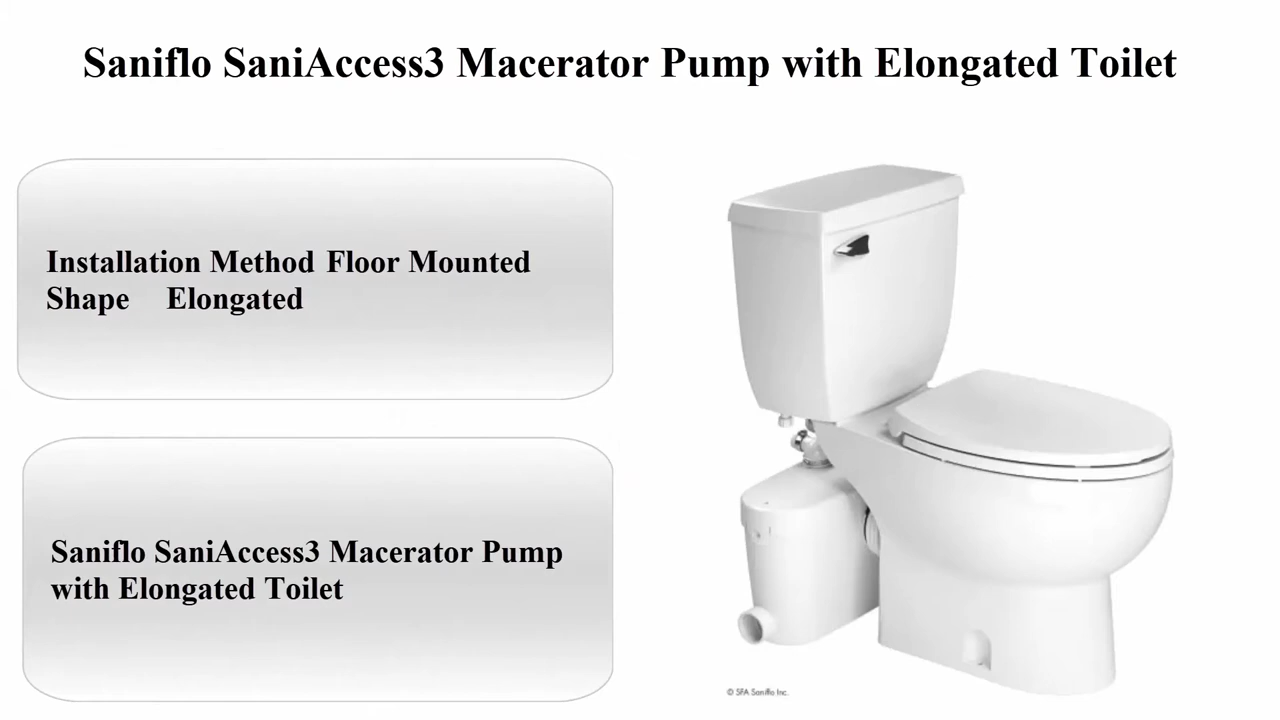 Saniflo SaniAccess3 Macerator Pump with Elongated Toilet
Installation Method Floor Mounted
Shape Elongated
Saniflo SaniAccess3 Macerator Pump
with Elongated Toilet
© SFA Saniflo Inc.